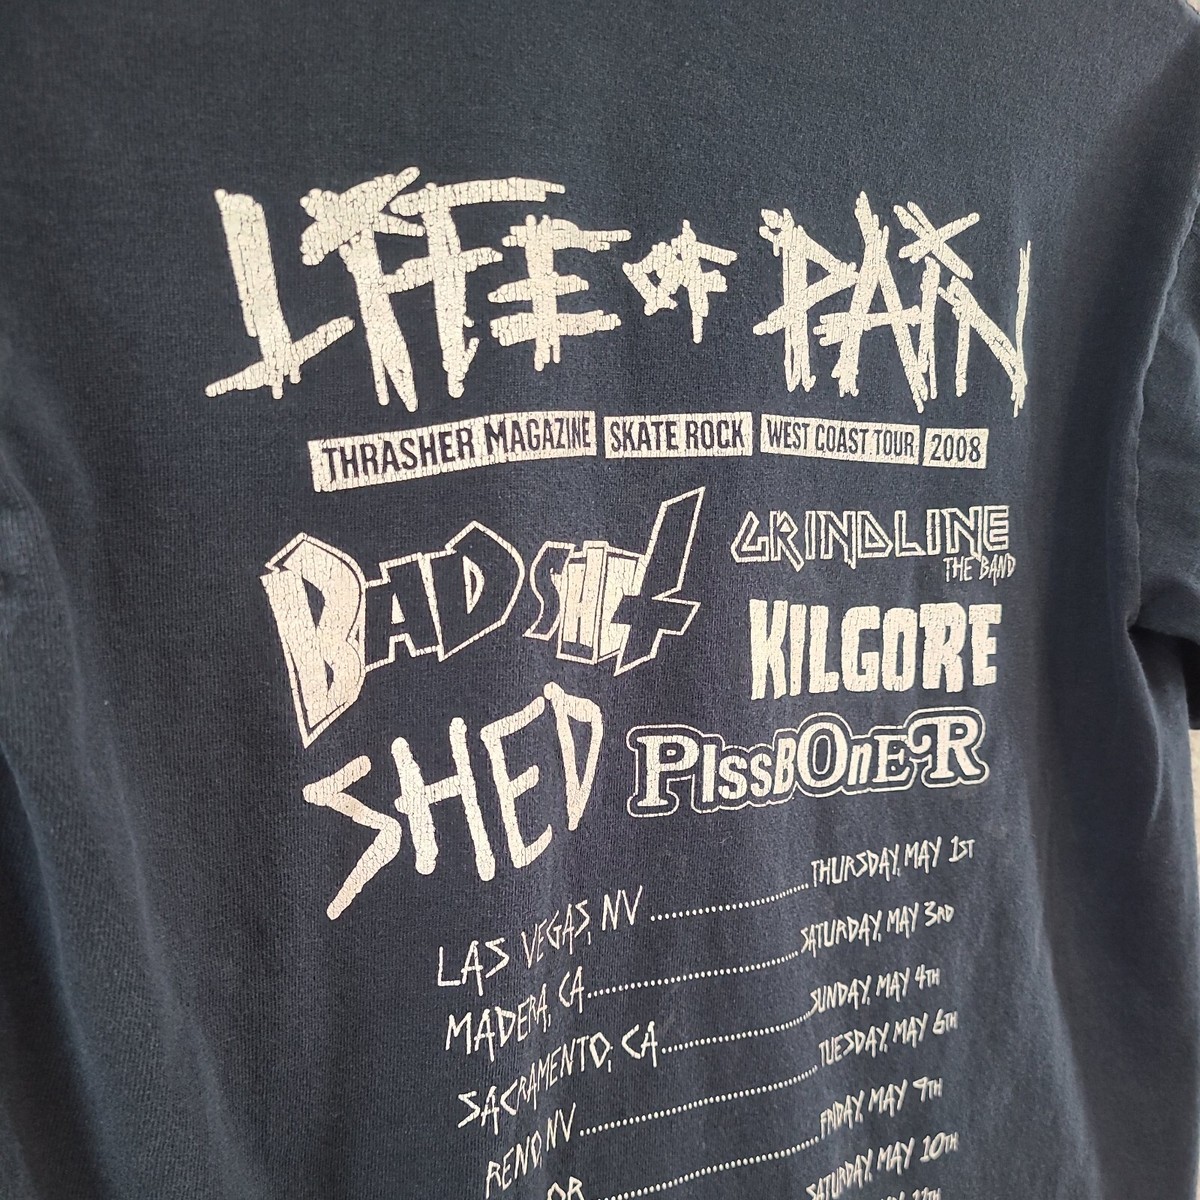 LIFE OF PAIN
THRASHER MAGAZINE SKATE ROCK WEST COAST TOUR 2008
BAD SHIT
GRINDLINE
THE BAND
KILGORE
SHED
PISSBONER
LAS VEGAS, NV THURSDAY, MAY 1ST
MADERA, CA SATURDAY, MAY 3RD
SACRAMENTO, CA SUNDAY, MAY 4TH
RENO, NV TUESDAY, MAY 6TH
OR FRIDAY, MAY 9TH
SATURDAY, MAY 10TH